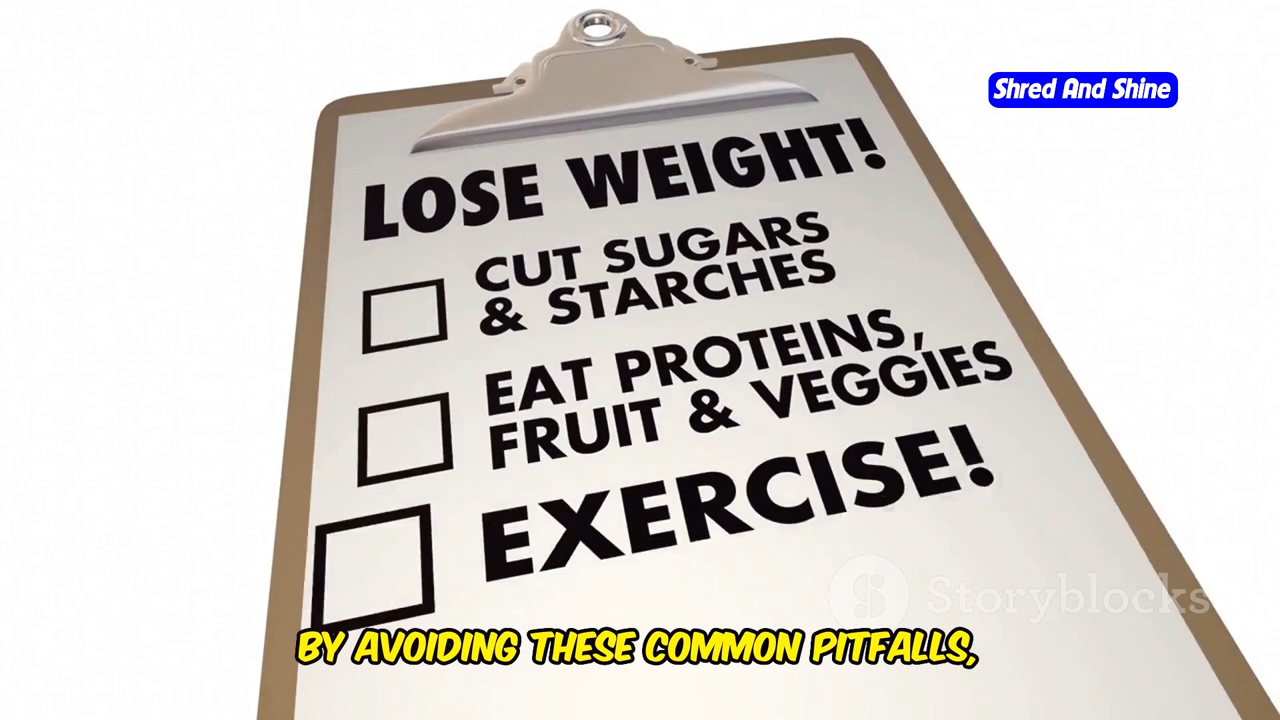 Shred And Shine
LOSE WEIGHT!
CUT SUGARS
& STARCHES
EAT PROTEINS,
FRUIT & VEGGIES
EXERCISE!
Storyblocks
BY AVOIDING THESE COMMON PITFALLS,